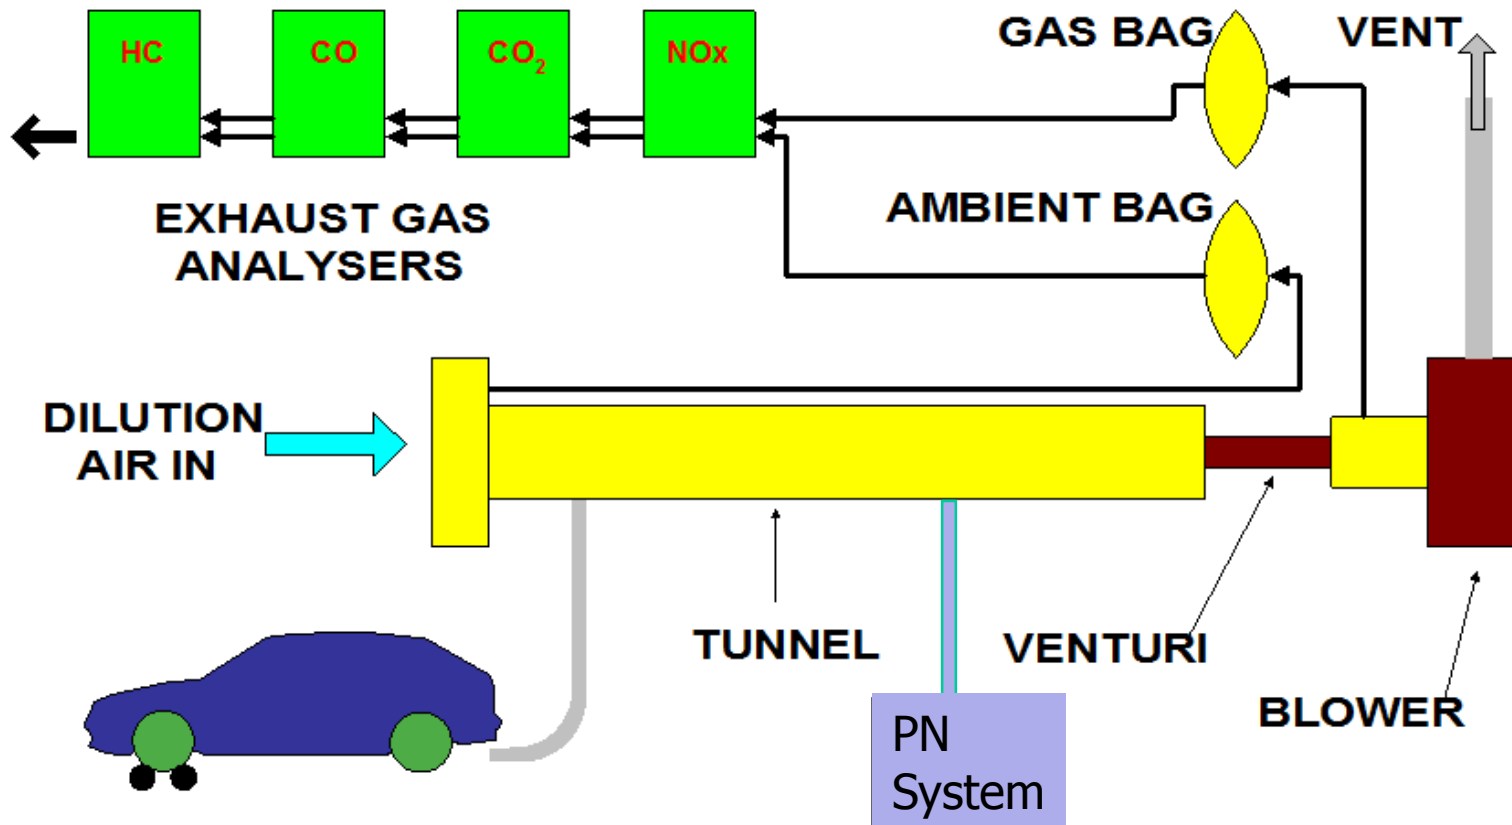 HC
CO
CO₂
NOx
GAS BAG
VENT
EXHAUST GAS
ANALYSERS
AMBIENT BAG
DILUTION
AIR IN
TUNNEL
VENTURI
BLOWER
PN
System